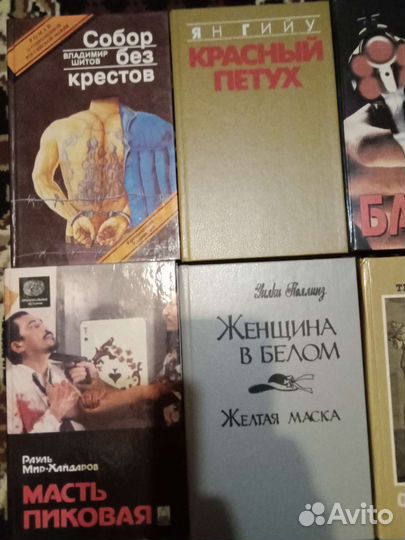 Собор
ВЛАДИМИР
ШИТОВ
без
крестов
ЯН ГИЙУ
КРАСНЫЙ
ПЕТУХ
БА
Рауль
Мир-Хайдаров
МАСТЬ
ПИКОВАЯ
Уилки Коллинз
ЖЕНЩИНА
В БЕЛОМ
ЖЕЛТАЯ МАСКА
Avito